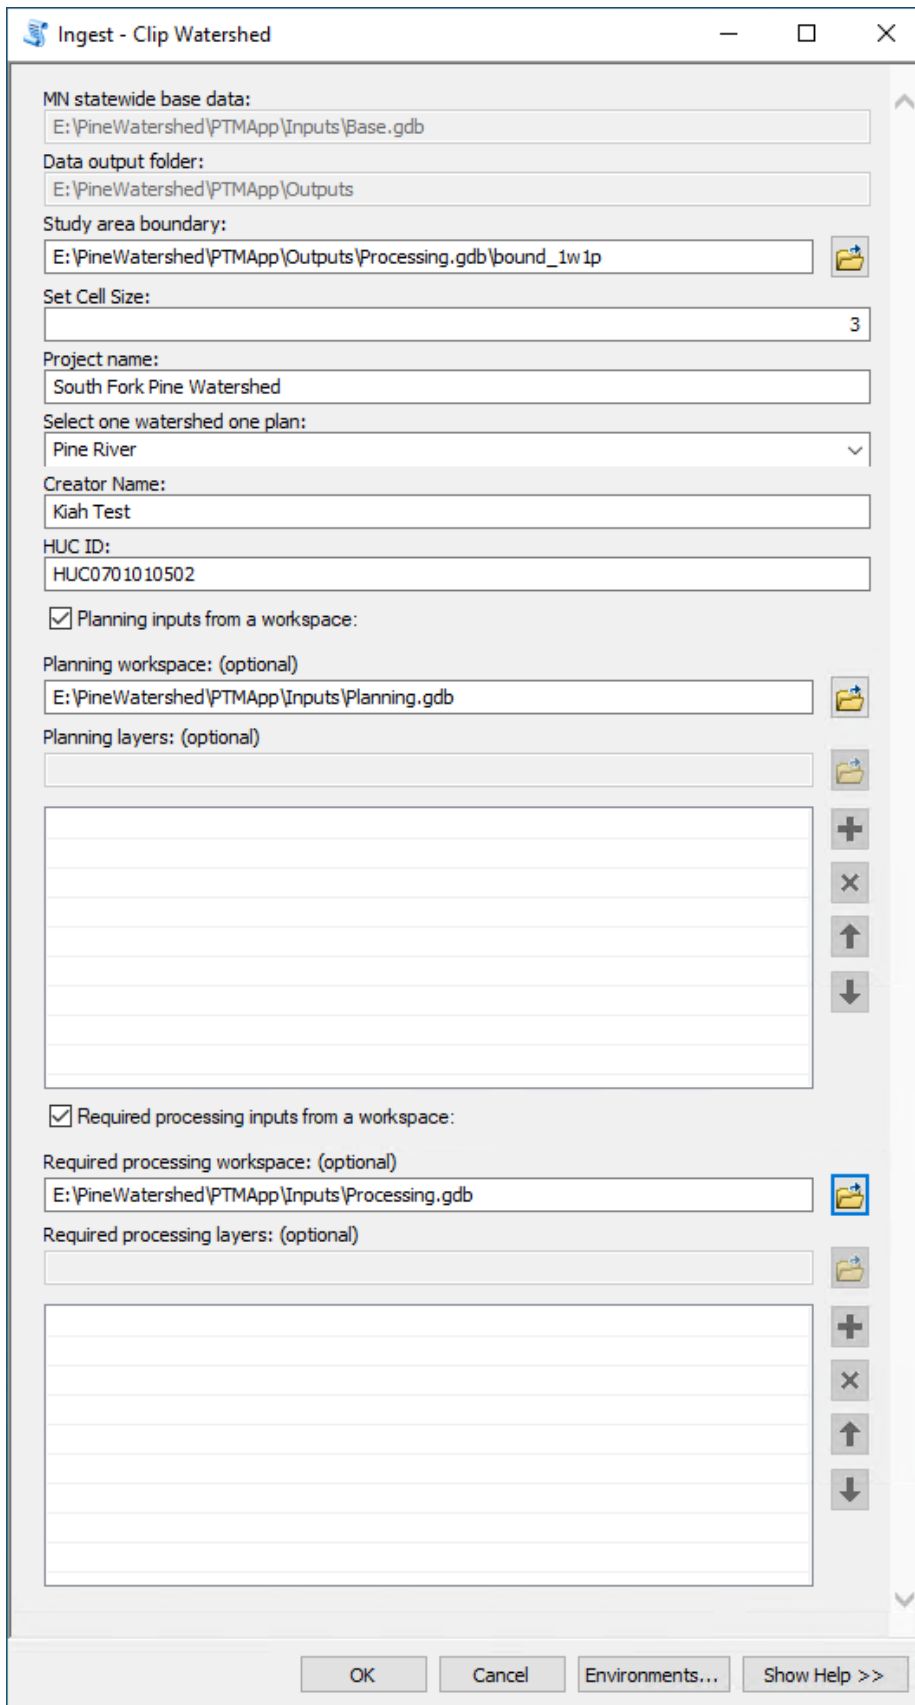 Ingest - Clip Watershed
MN statewide base data:
E:\PineWatershed\PTMApp\Inputs\Base.gdb
Data output folder:
E:\PineWatershed\PTMApp\Outputs
Study area boundary:
E:\PineWatershed\PTMApp\Outputs\Processing.gdb\bound_1w1p
Set Cell Size:
3
Project name:
South Fork Pine Watershed
Select one watershed one plan:
Pine River
Creator Name:
Kiah Test
HUC ID:
HUC0701010502
Planning inputs from a workspace:
Planning workspace: (optional)
E:\PineWatershed\PTMApp\Inputs\Planning.gdb
Planning layers: (optional)
Required processing inputs from a workspace:
Required processing workspace: (optional)
E:\PineWatershed\PTMApp\Inputs\Processing.gdb
Required processing layers: (optional)
OK Cancel Environments... Show Help >>